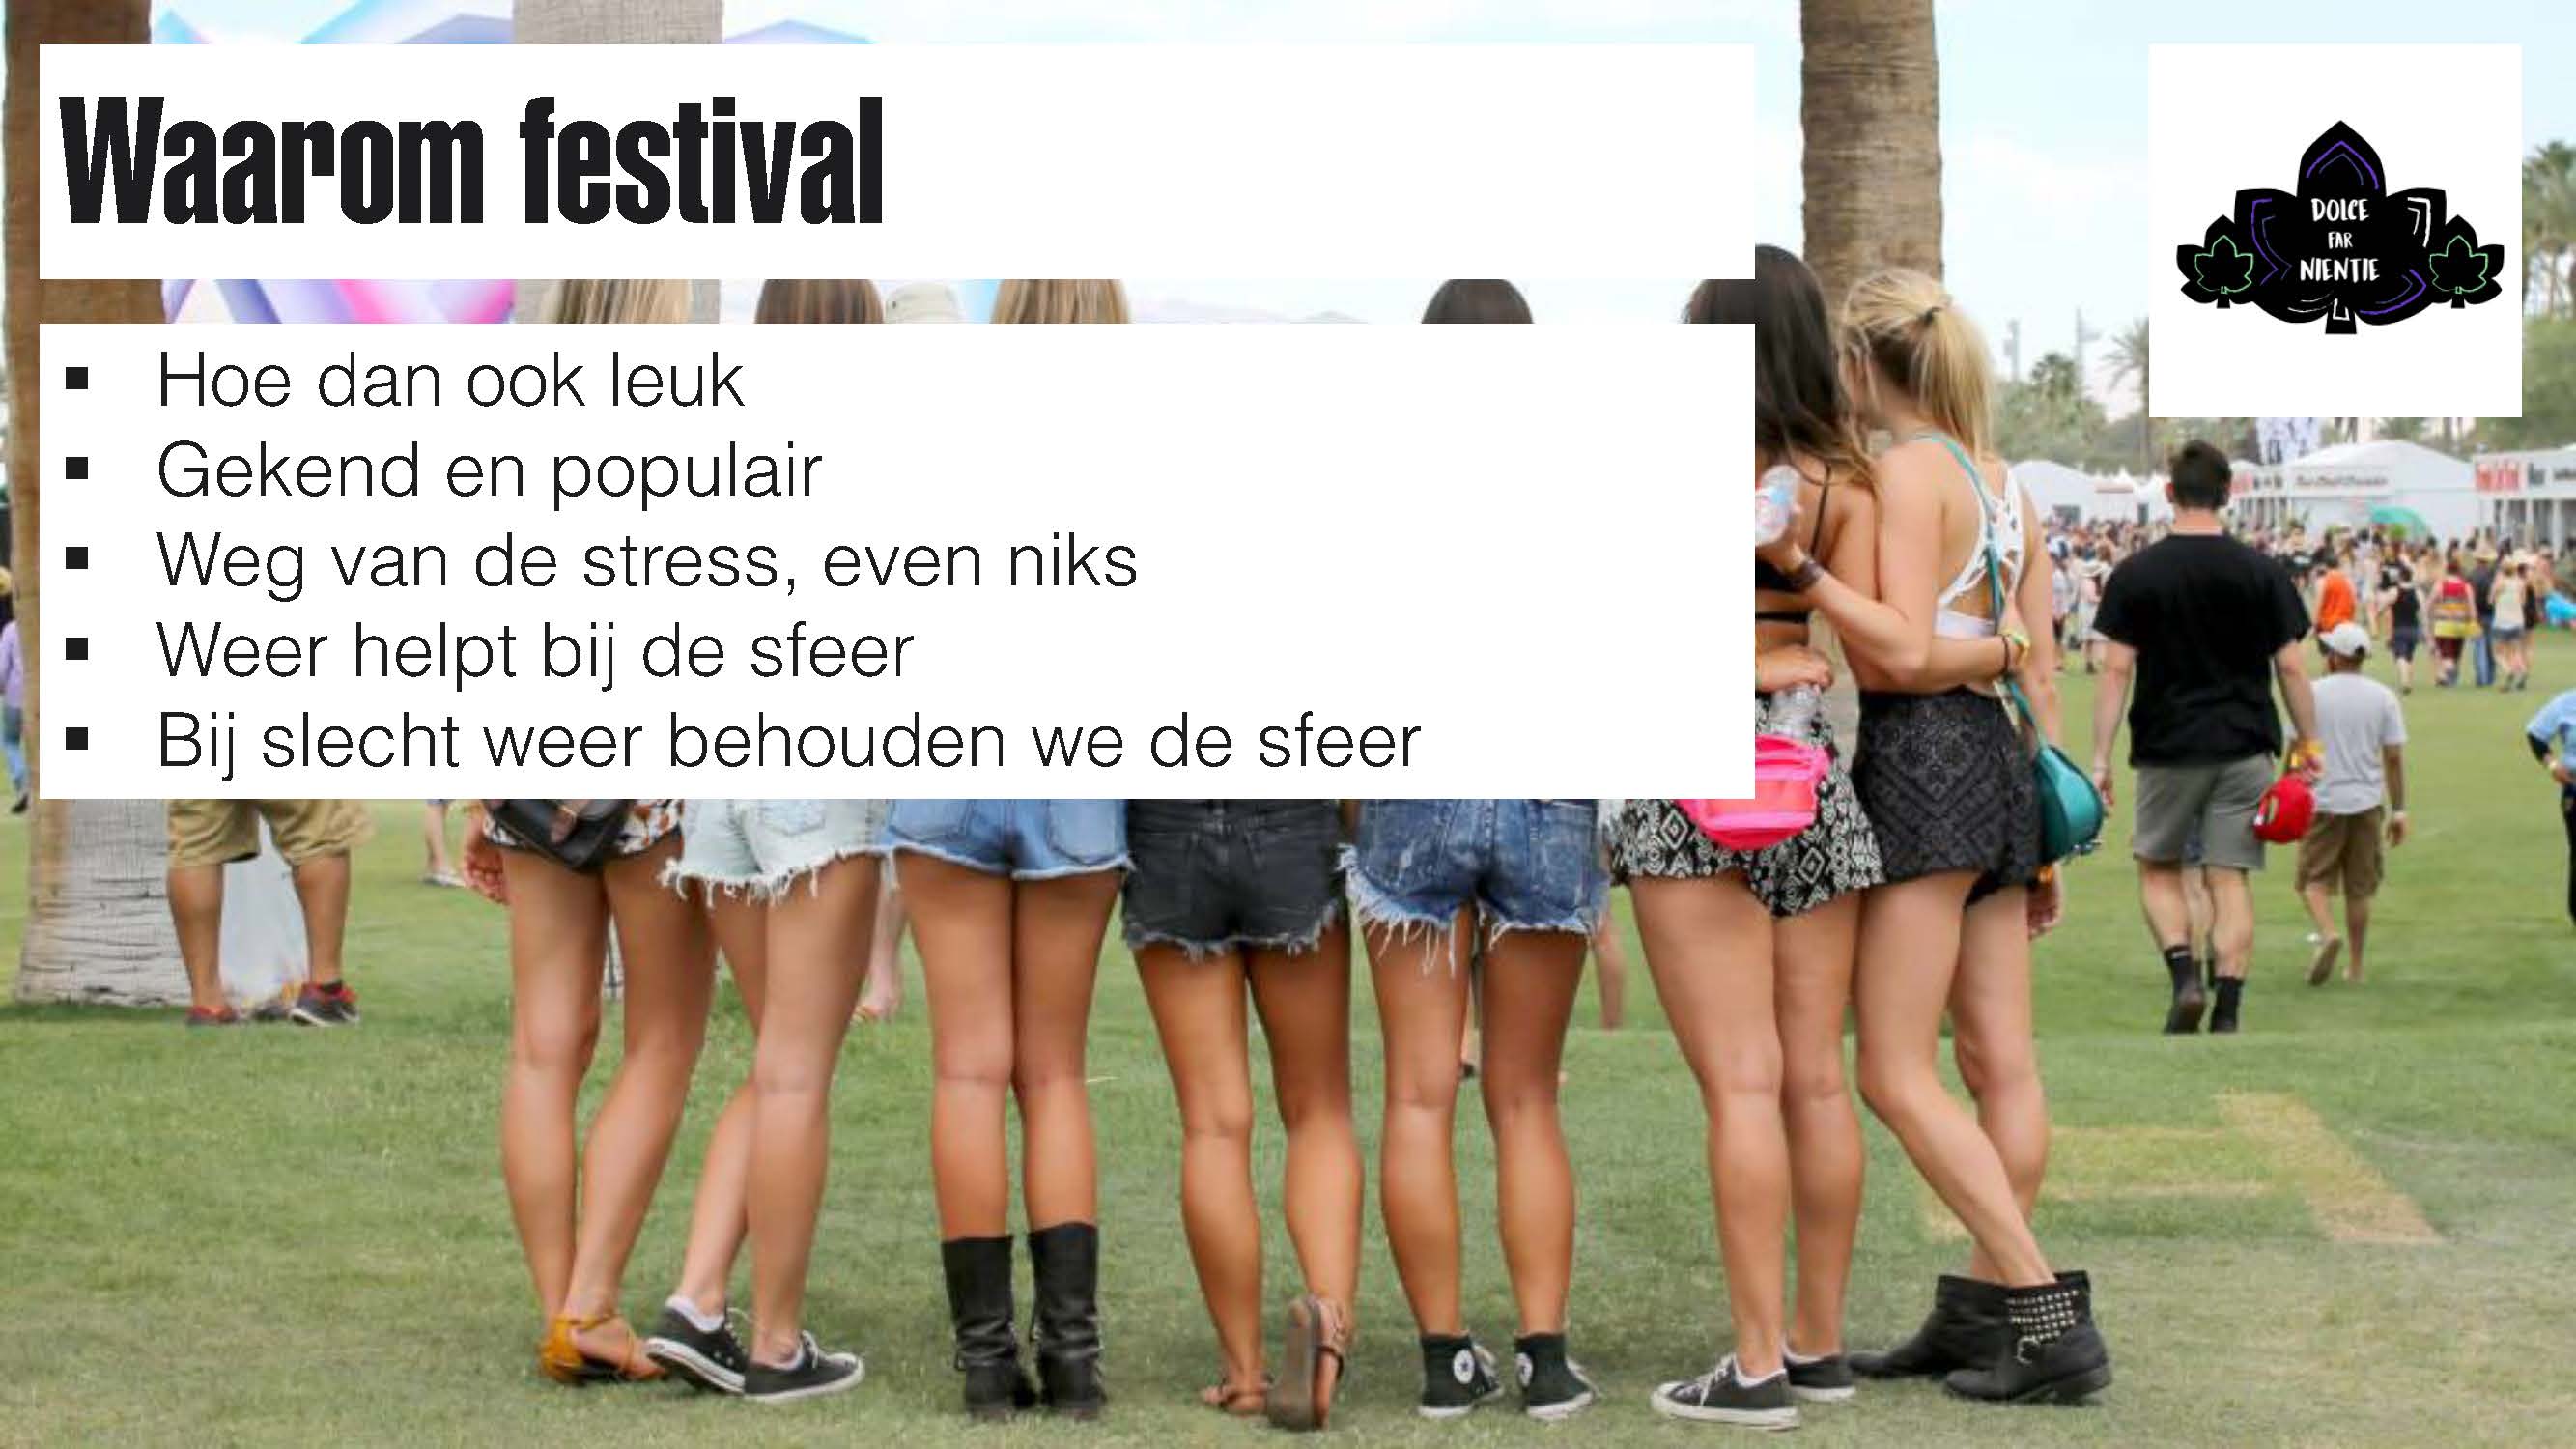 Waarom festival
DOLCE
FAR
NIENTIE
▪ Hoe dan ook leuk
▪ Gekend en populair
▪ Weg van de stress, even niks
▪ Weer helpt bij de sfeer
▪ Bij slecht weer behouden we de sfeer